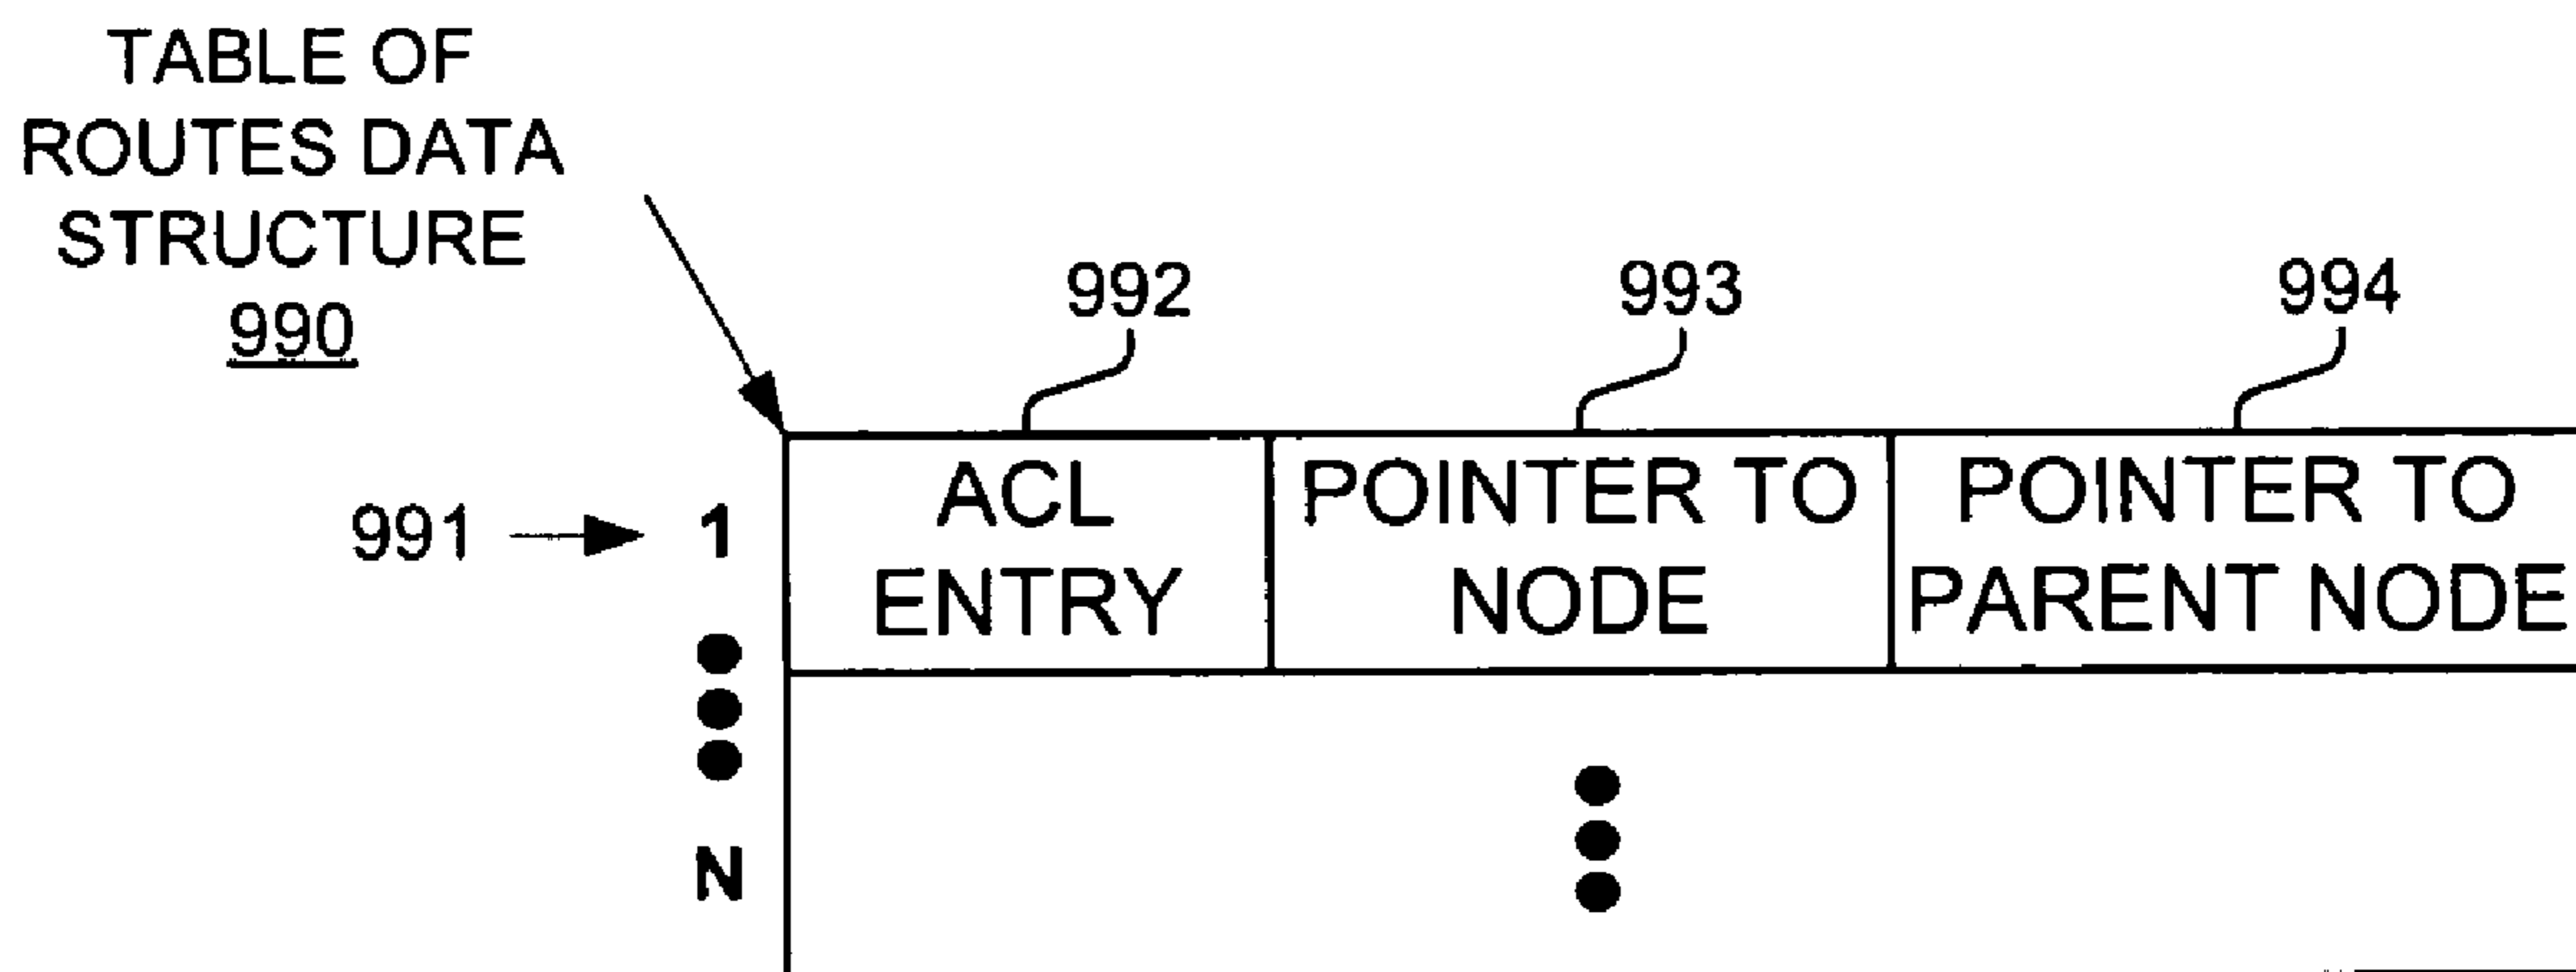 TABLE OF
ROUTES DATA
STRUCTURE
990
992
993
994
991
1
N
ACL
ENTRY
POINTER TO
NODE
POINTER TO
PARENT NODE